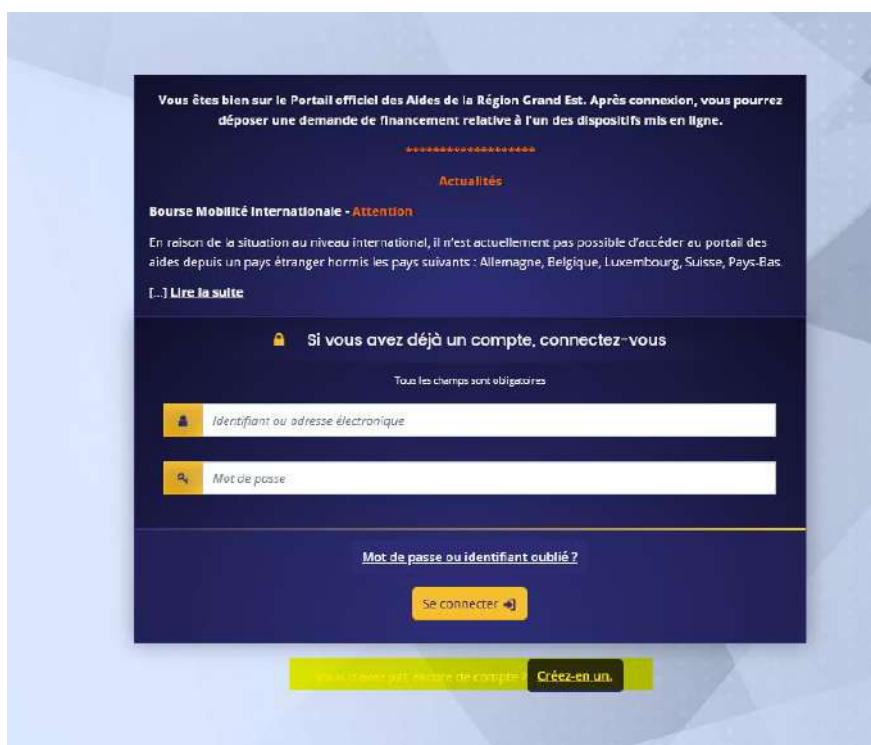 Vous êtes bien sur le Portail officiel des Aides de la Région Grand Est. Après connexion, vous pourrez
déposer une demande de financement relative à l'un des dispositifs mis en ligne.
********************
Actualités
Bourse Mobilité Internationale - Attention
En raison de la situation au niveau international, il n'est actuellement pas possible d'accéder au portail des
aides depuis un pays étranger hormis les pays suivants : Allemagne, Belgique, Luxembourg, Suisse, Pays-Bas.
[...] Lire la suite
Si vous avez déjà un compte, connectez-vous
Tous les champs sont obligatoires
Identifiant ou adresse électronique
Mot de passe
Mot de passe ou identifiant oublié ?
Se connecter
Vous n'avez pas encore de compte ? Créez-en un.